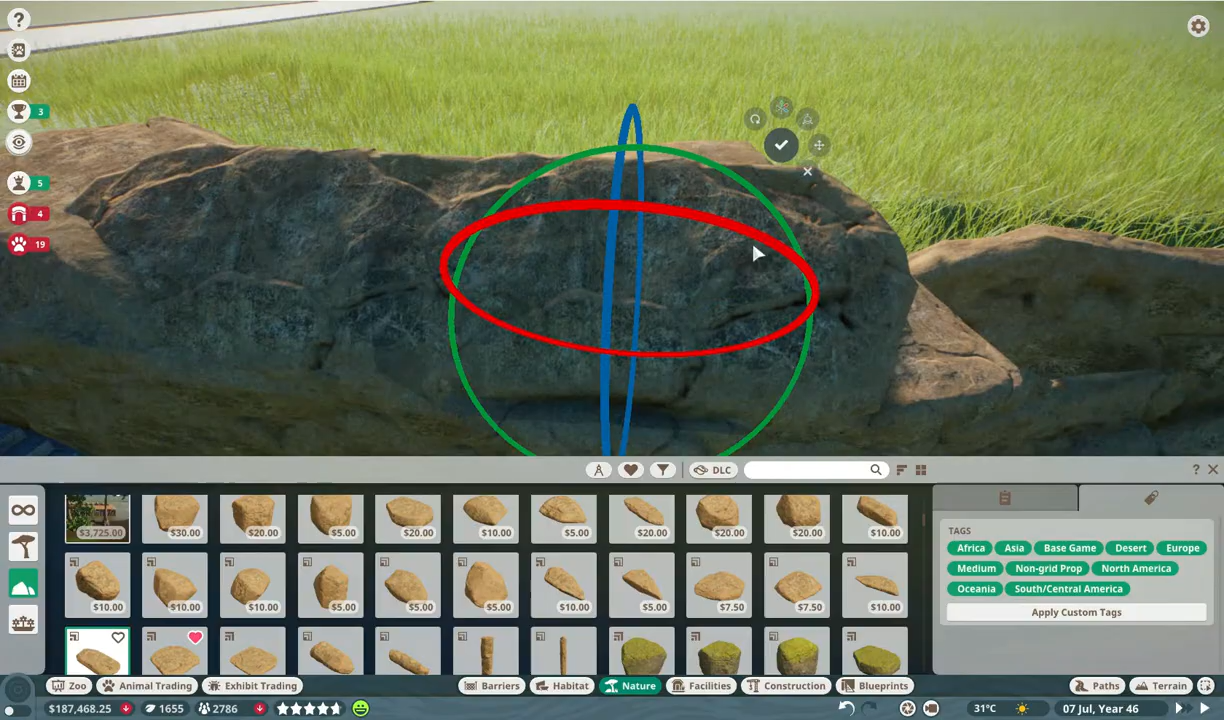 ?
3
5
4
19
DLC
? ×
$3,725.00 $30.00 $20.00 $5.00 $20.00 $10.00 $5.00 $20.00 $20.00 $20.00 $10.00
$10.00 $10.00 $10.00 $5.00 $5.00 $5.00 $10.00 $5.00 $7.50 $7.50 $10.00
TAGS
Africa Asia Base Game Desert Europe
Medium Non-grid Prop North America
Oceania South/Central America
Apply Custom Tags
Zoo Animal Trading Exhibit Trading Barriers Habitat Nature Facilities Construction Blueprints Paths Terrain
$187,468.25 1655 2786 31°C 07 Jul, Year 46